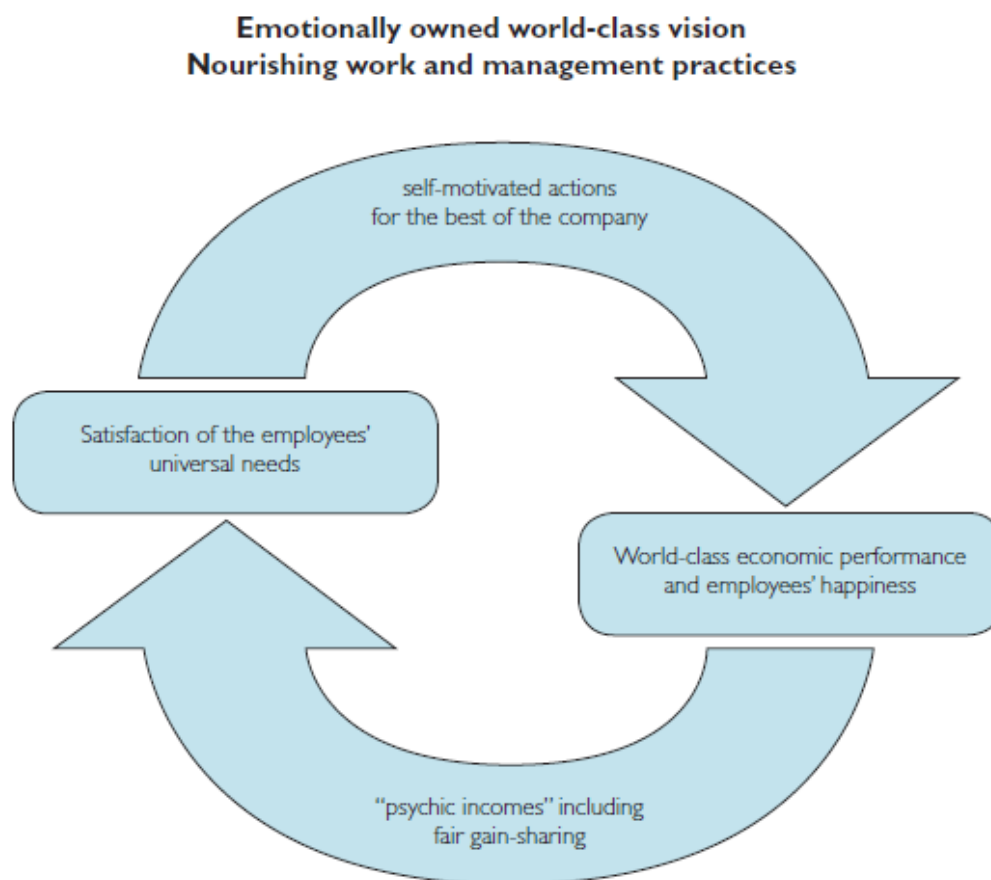 Emotionally owned world-class vision
Nourishing work and management practices
self-motivated actions
for the best of the company
Satisfaction of the employees’
universal needs
World-class economic performance
and employees’ happiness
“psychic incomes” including
fair gain-sharing